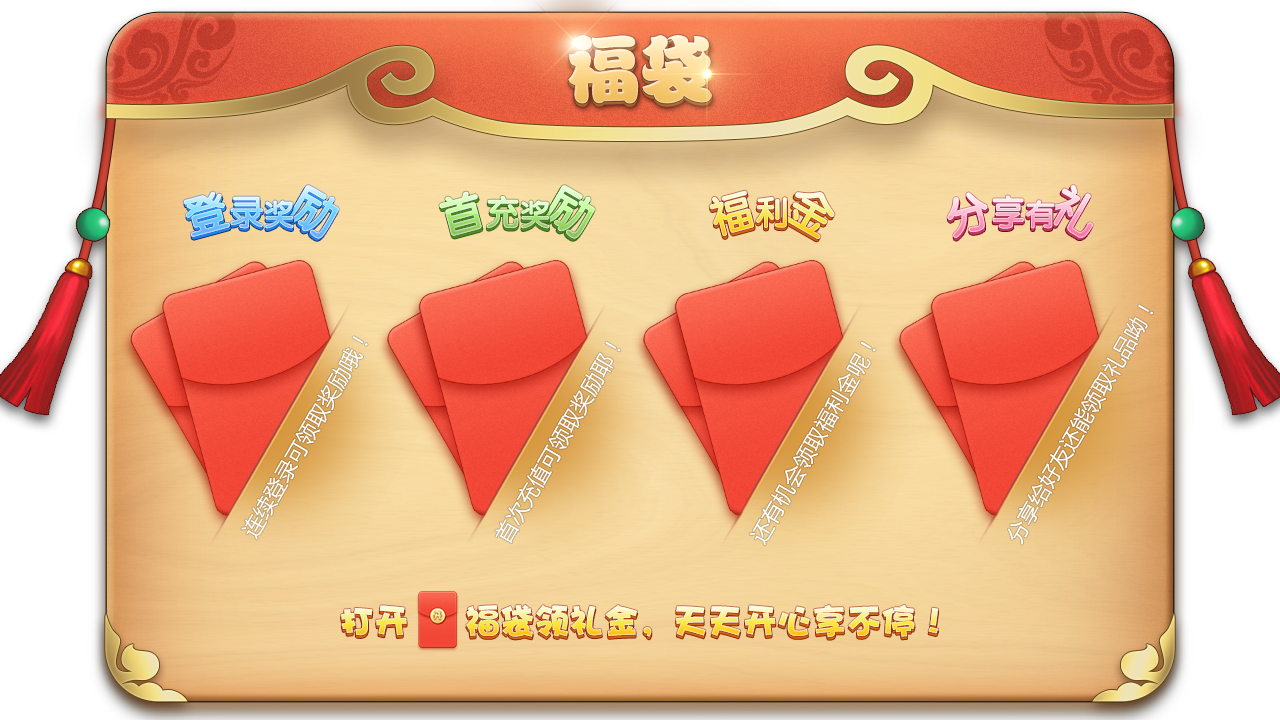 福袋
登录奖励
首充奖励
福利金
分享有礼
连续登录可领取奖励哦！
首次充值可领取奖励耶！
还有机会领取福利金呢！
分享给好友还能领取礼品呦！
打开福袋领礼金，天天开心享不停！